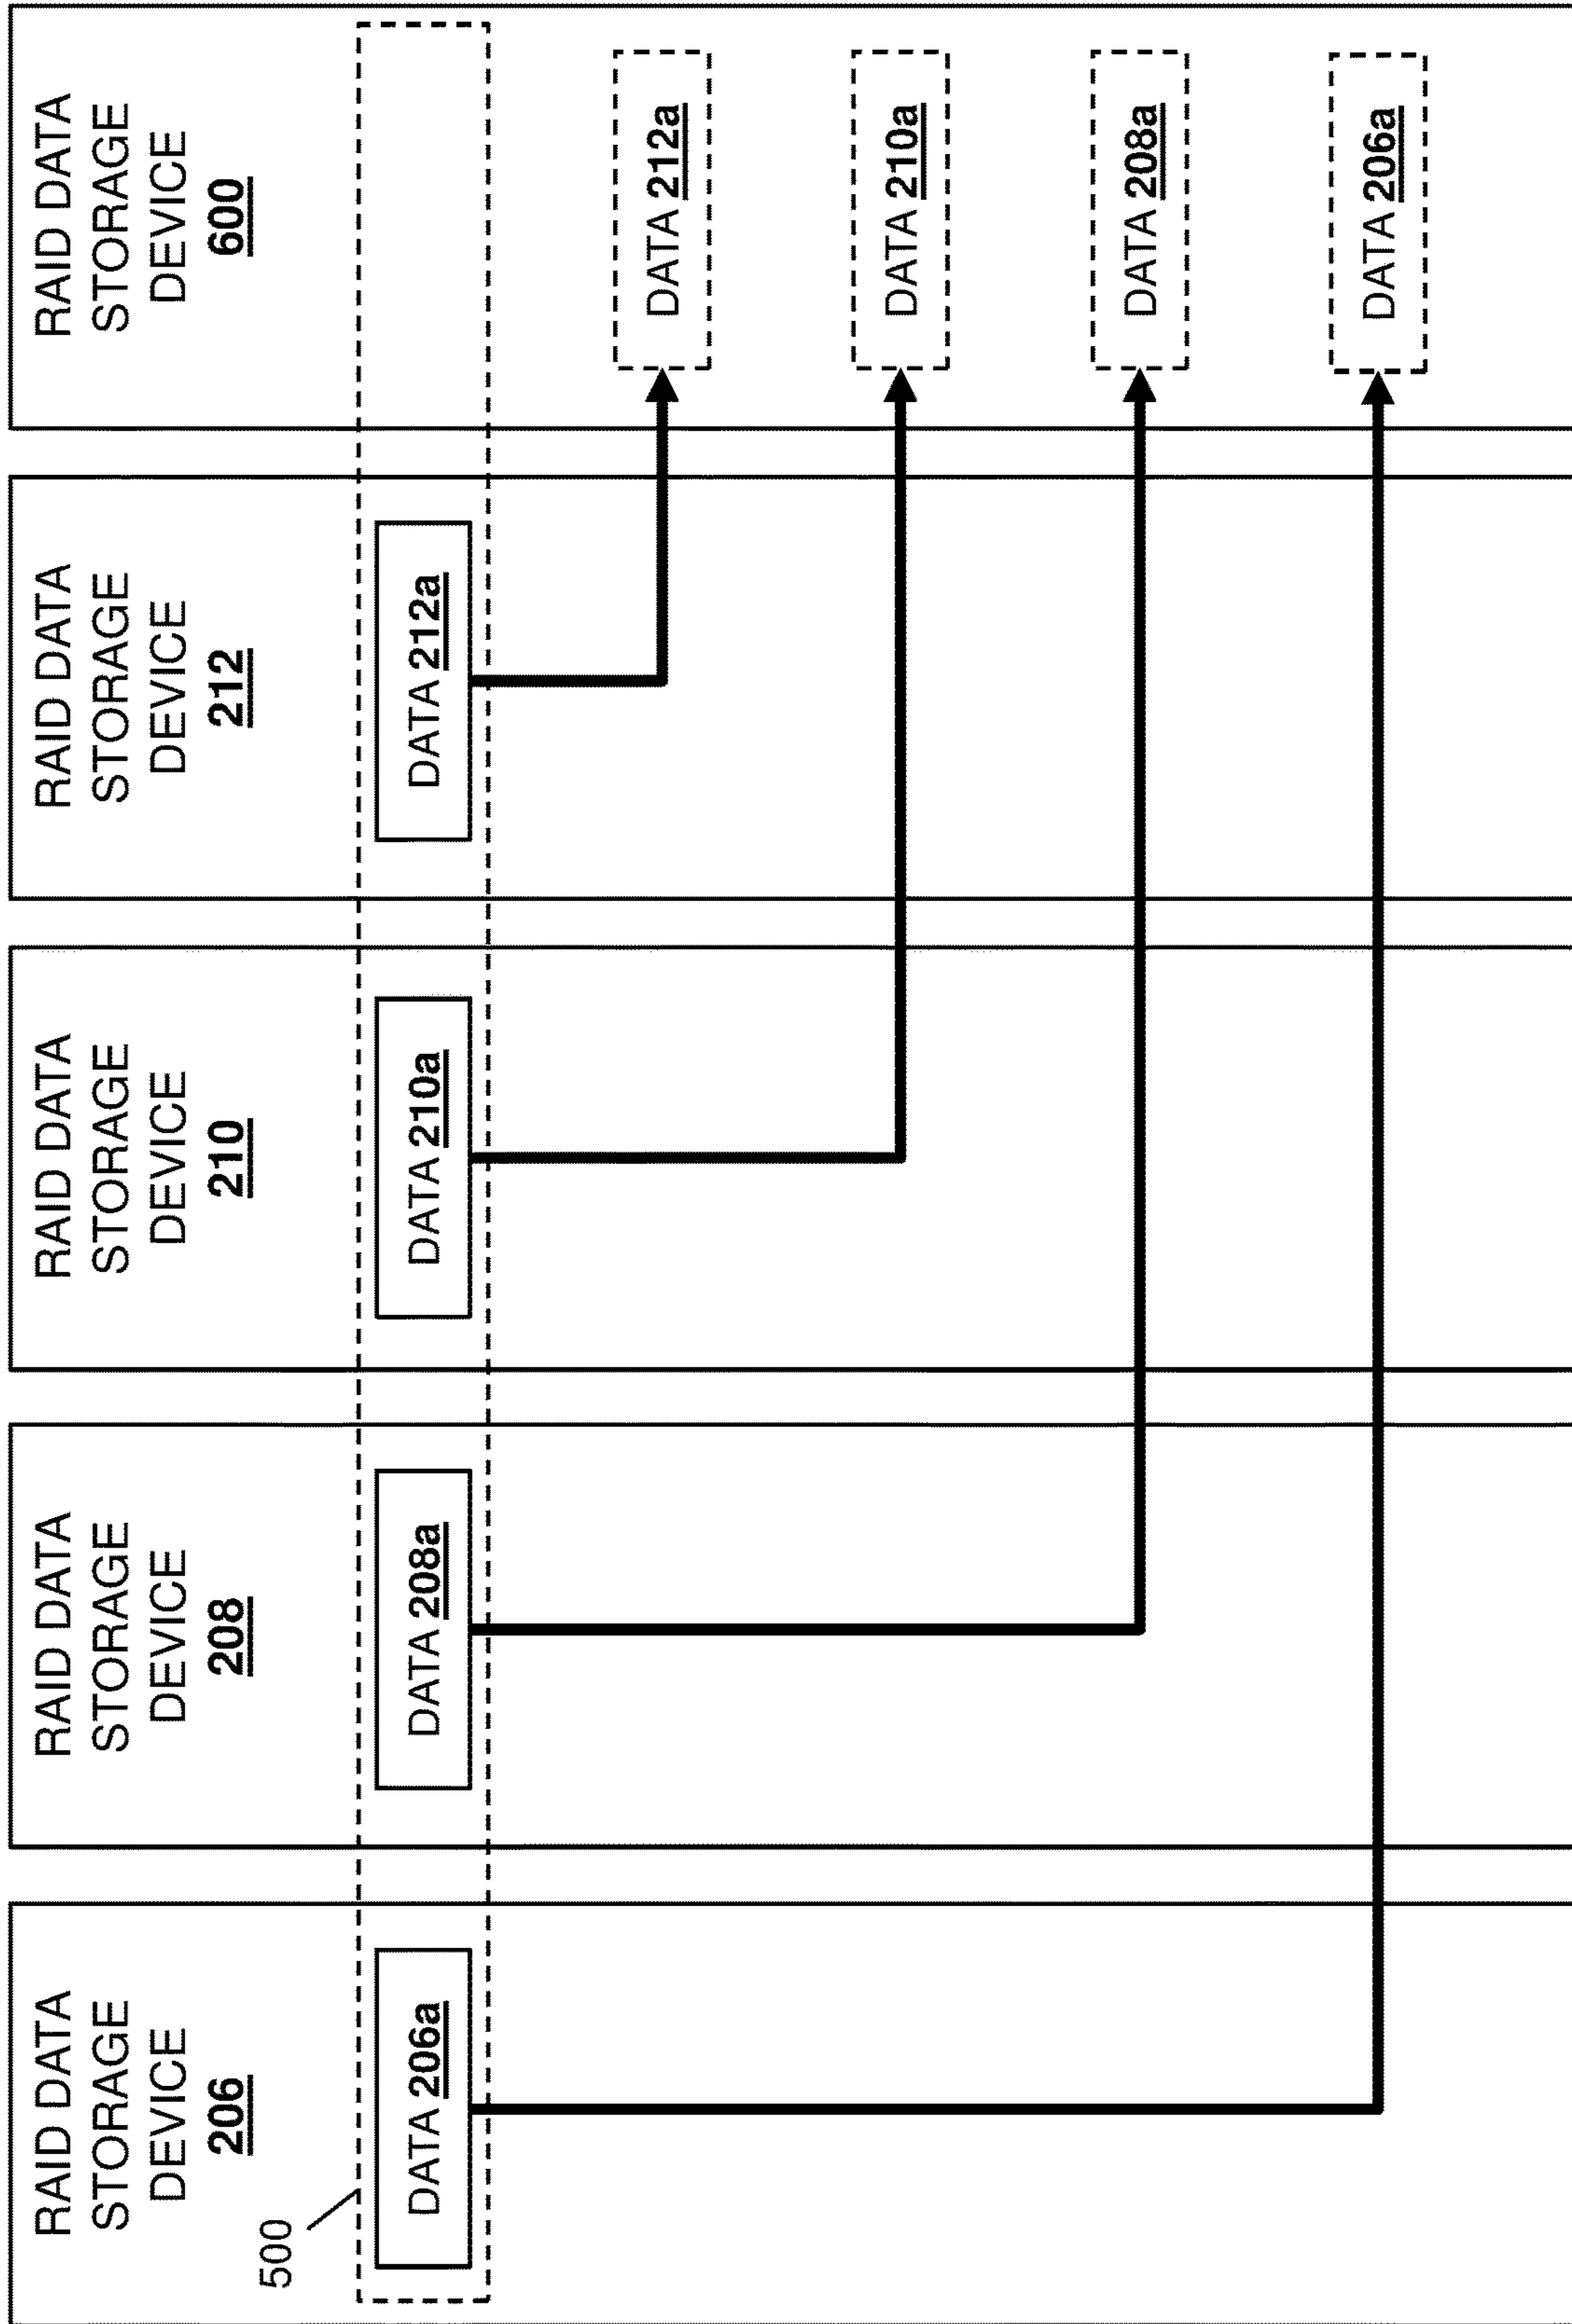 RAID DATA
STORAGE
DEVICE
206
RAID DATA
STORAGE
DEVICE
208
RAID DATA
STORAGE
DEVICE
210
RAID DATA
STORAGE
DEVICE
212
RAID DATA
STORAGE
DEVICE
600
500
DATA 206a
DATA 208a
DATA 210a
DATA 212a
DATA 212a
DATA 210a
DATA 208a
DATA 206a